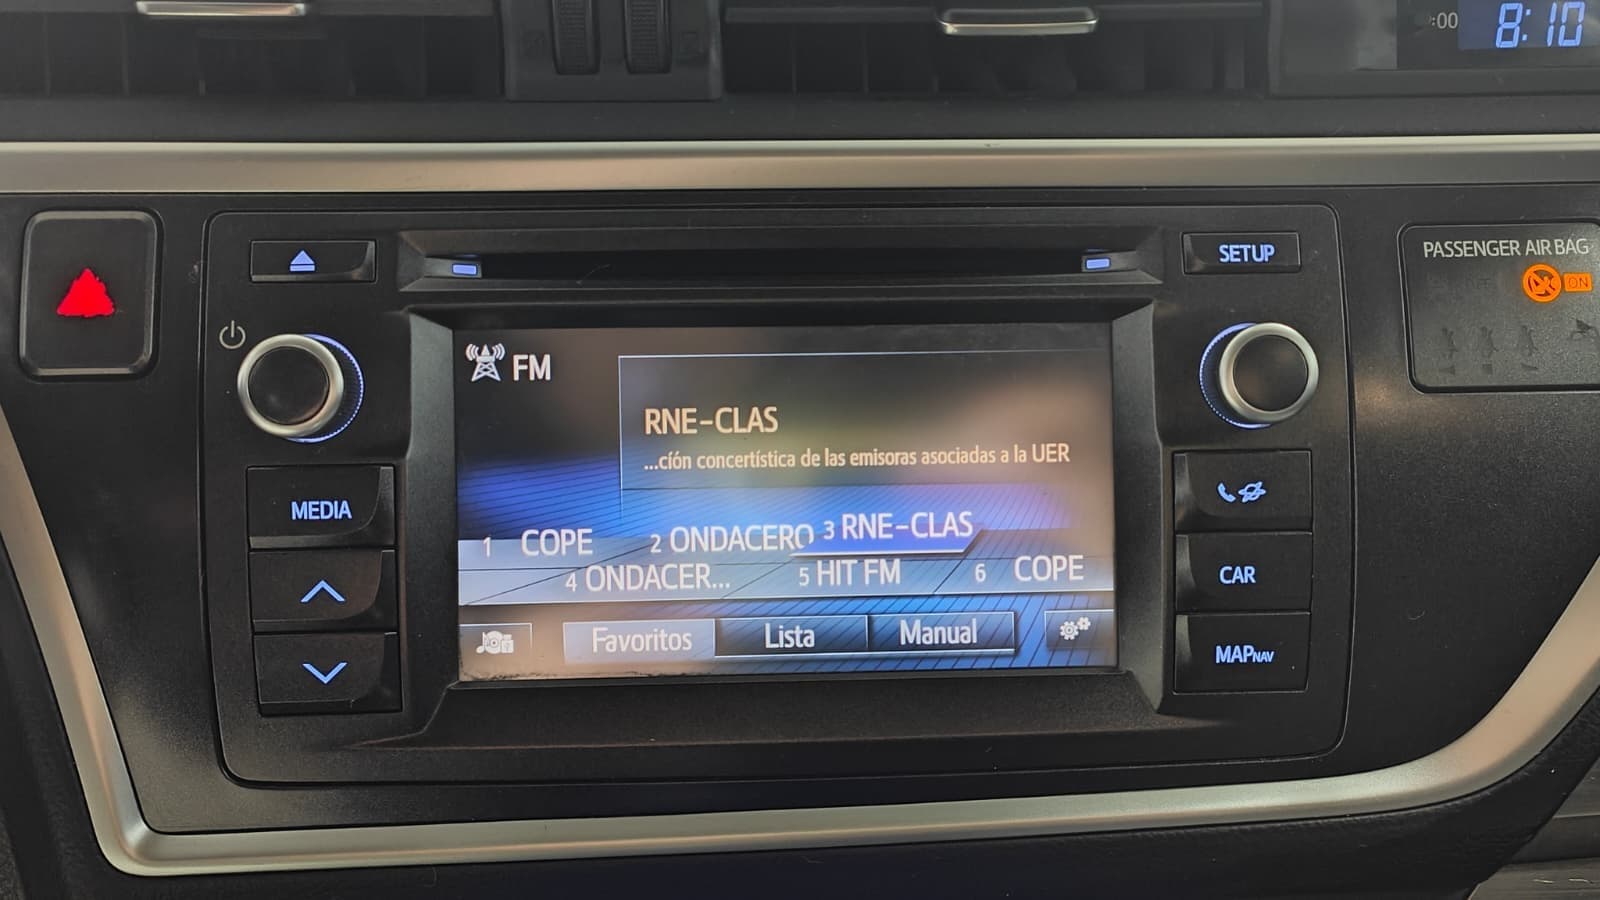 :00 8:10
PASSENGER AIR BAG
ON
SETUP
FM
RNE-CLAS
...ción concertística de las emisoras asociadas a la UER
MEDIA
1 COPE 2 ONDACERO 3 RNE-CLAS
4 ONDACER... 5 HIT FM 6 COPE
CAR
Favoritos Lista Manual
MAPNAV